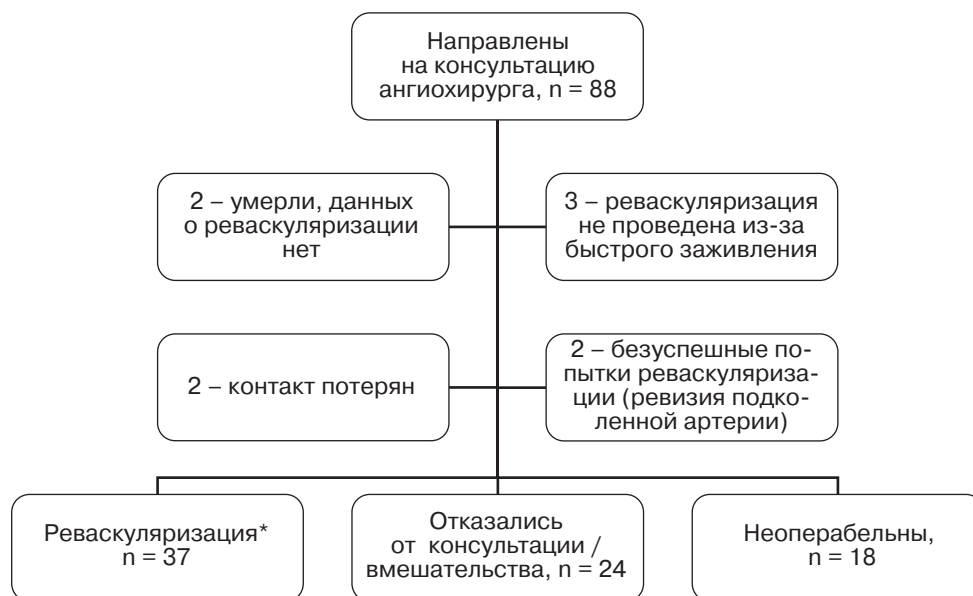 Направлены
на консультацию
ангиохирурга, n = 88
2 – умерли, данных
о реваскуляризации
нет
3 – реваскуляризация
не проведена из-за
быстрого заживления
2 – контакт потерян
2 – безуспешные по-
пытки реваскуляриза-
ции (ревизия подко-
ленной артерии)
Реваскуляризация*
n = 37
Отказались
от консультации /
вмешательства, n = 24
Неоперабельны,
n = 18